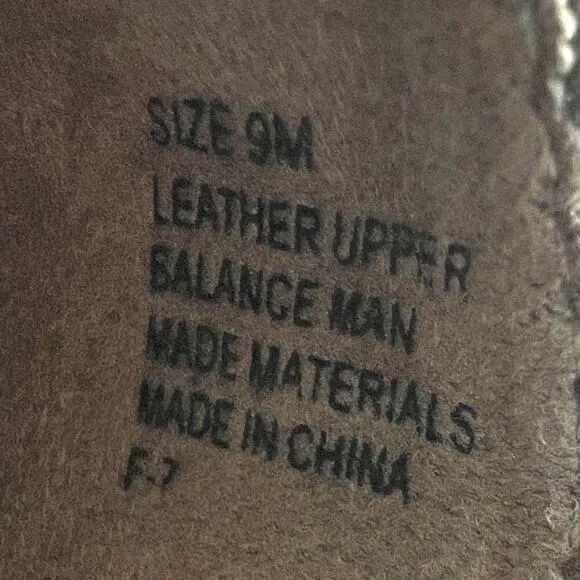 SIZE 9M
LEATHER UPPER
BALANCE MAN
MADE MATERIALS
MADE IN CHINA
F-7